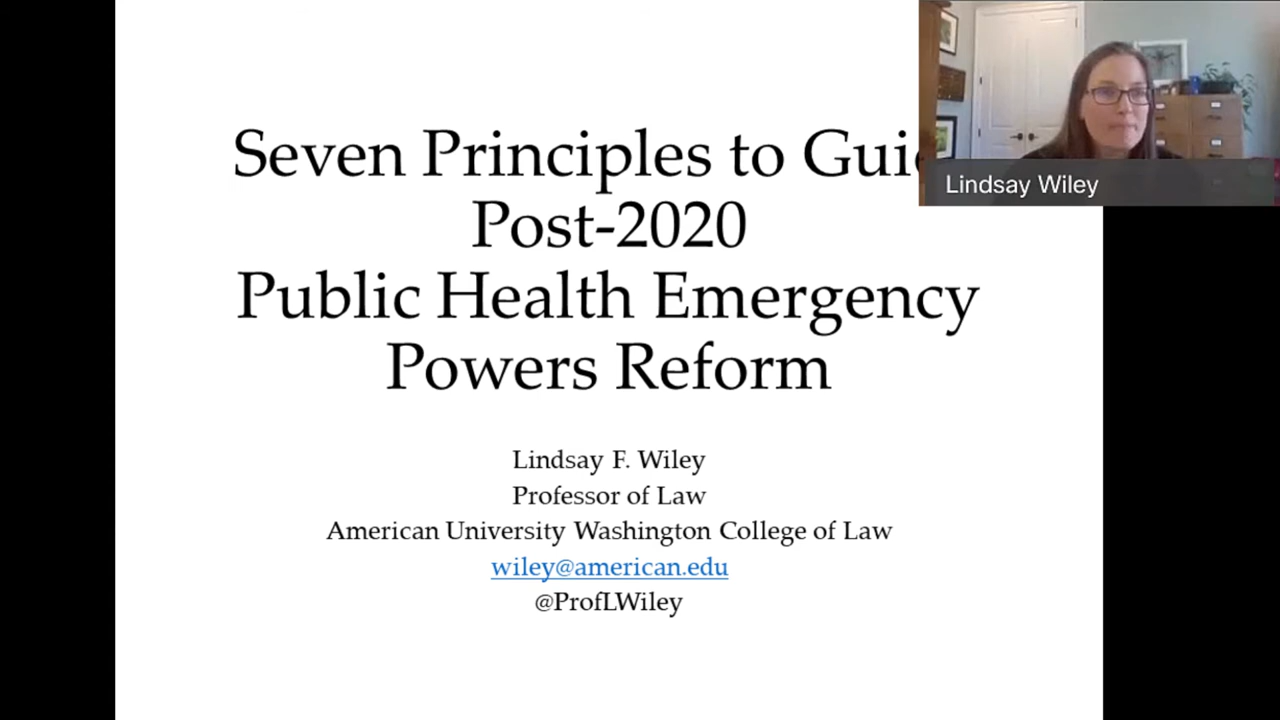 Seven Principles to
Post-2020
Public Health Emergency
Powers Reform
Lindsay F. Wiley
Professor of Law
American University Washington College of Law
wiley@american.edu
@ProfLWiley
Lindsay Wiley